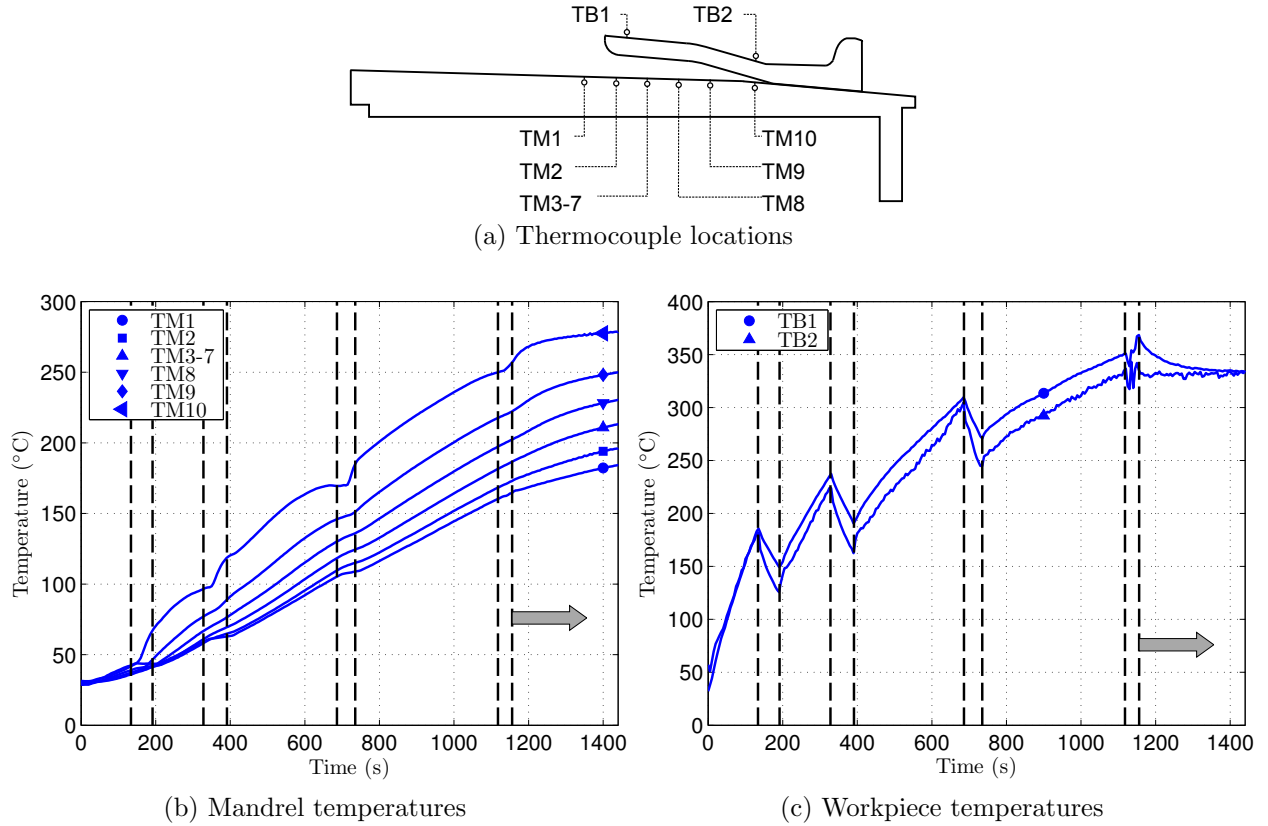 TB1 TB2
TM1 TM10
TM2 TM9
TM3-7 TM8
(a) Thermocouple locations
300
250
200
150
100
50
0
Temperature (°C)
TM1
TM2
TM3-7
TM8
TM9
TM10
0 200 400 600 800 1000 1200 1400
Time (s)
(b) Mandrel temperatures
400
350
300
250
200
150
100
50
0
Temperature (°C)
TB1
TB2
0 200 400 600 800 1000 1200 1400
Time (s)
(c) Workpiece temperatures